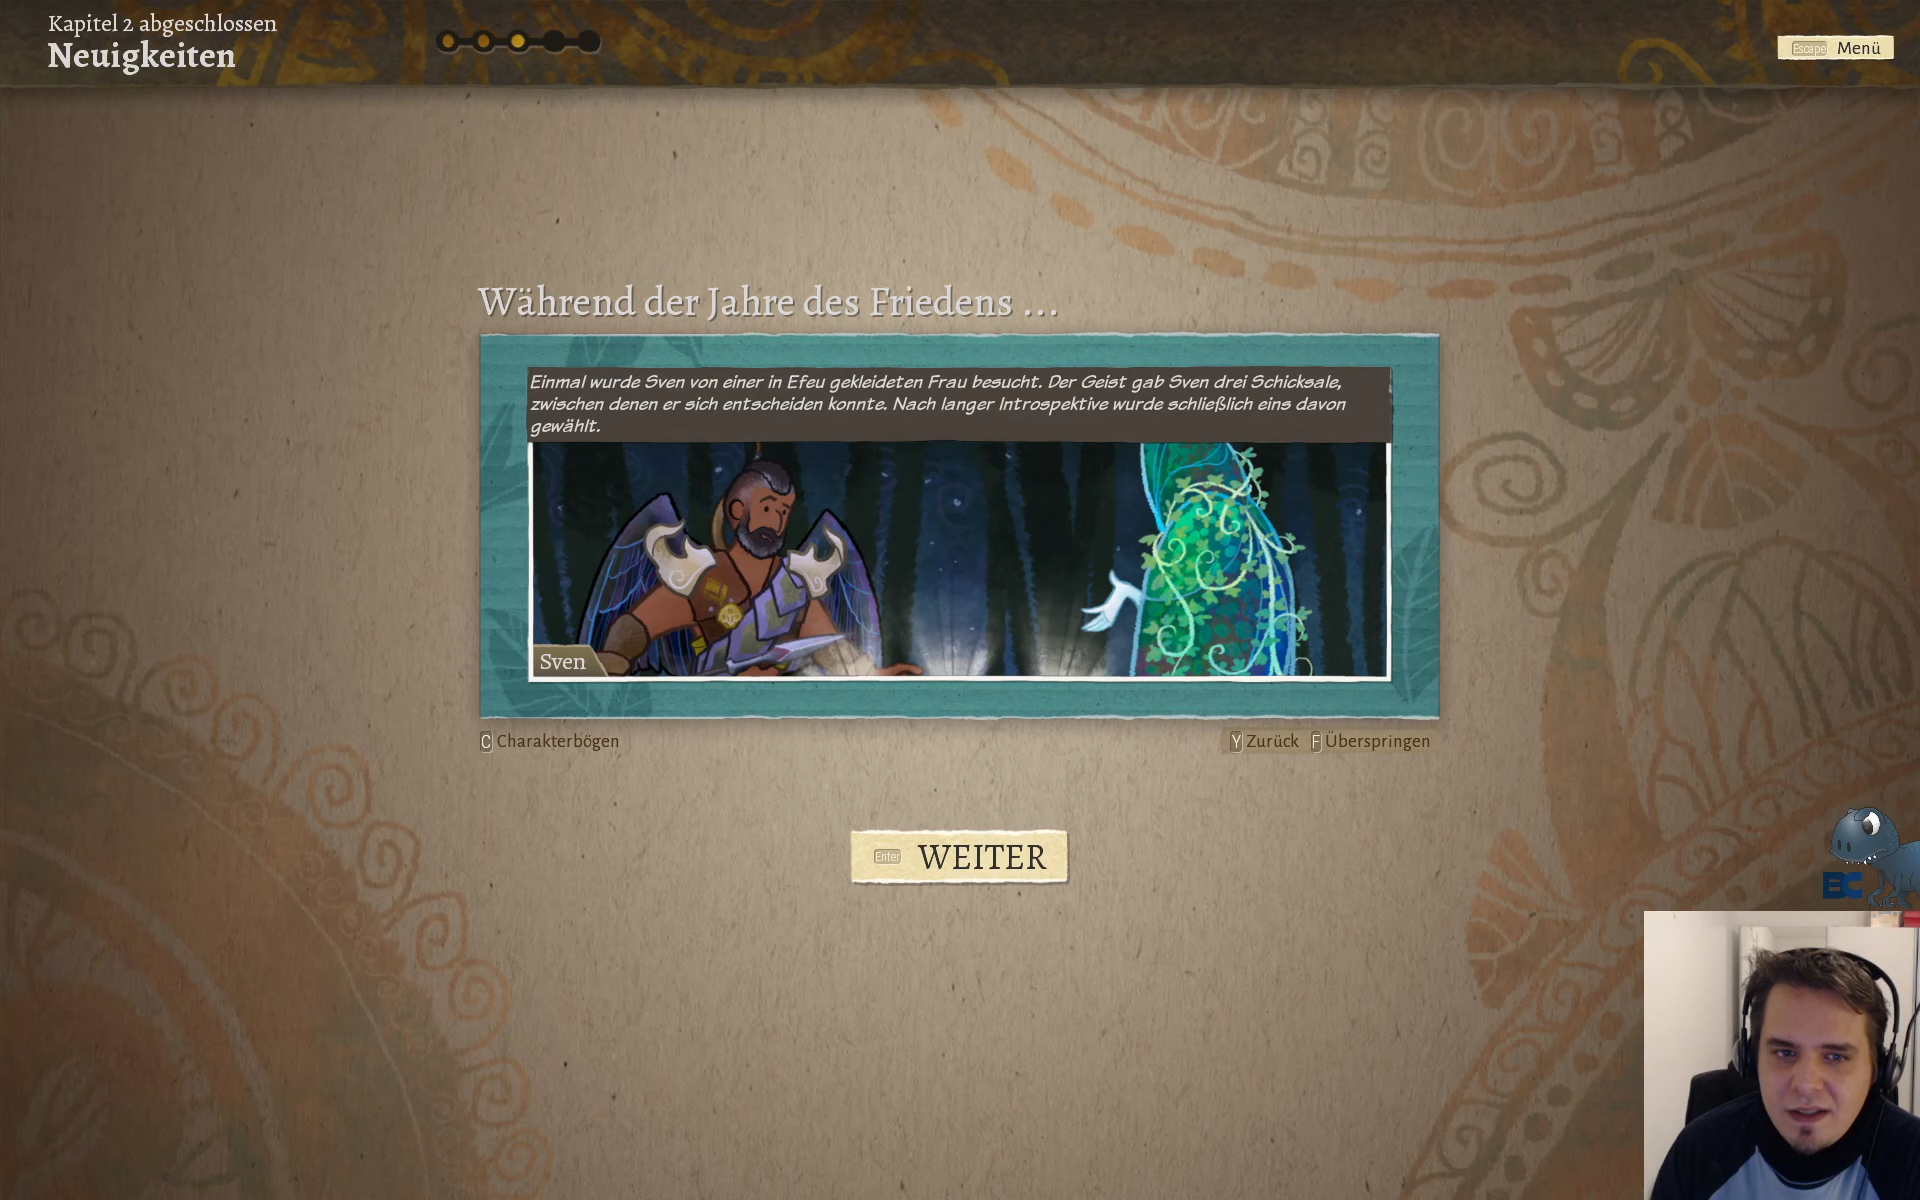 Kapitel 2 abgeschlossen
Neuigkeiten
Escape Menü
Während der Jahre des Friedens ...
Einmal wurde Sven von einer in Efeu gekleideten Frau besucht. Der Geist gab Sven drei Schicksale,
zwischen denen er sich entscheiden konnte. Nach langer Introspektive wurde schließlich eins davon
gewählt.
Sven
C Charakterbögen
Y Zurück F Überspringen
Enter WEITER
BC